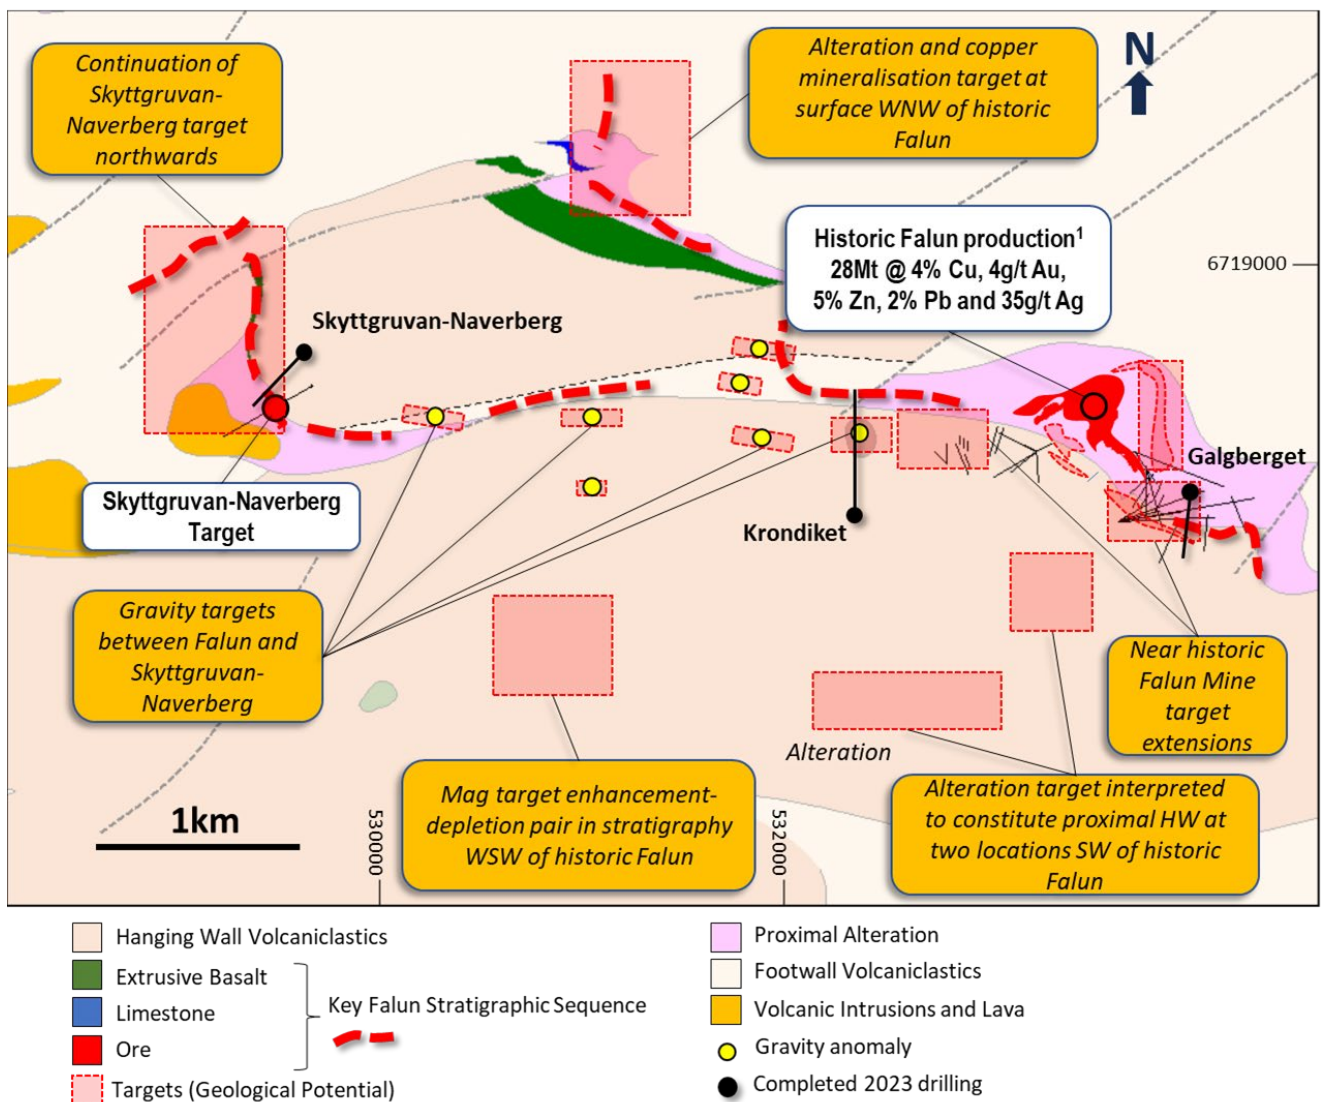 Continuation of
Skyttgruvan-
Naverberg target
northwards
Alteration and copper
mineralisation target at
surface WNW of historic
Falun
N
Historic Falun production¹
28Mt @ 4% Cu, 4g/t Au,
5% Zn, 2% Pb and 35g/t Ag
6719000
Skyttgruvan-Naverberg
Galgberget
Skyttgruvan-Naverberg
Target
Krondiket
Gravity targets
between Falun and
Skyttgruvan-
Naverberg
Near historic
Falun Mine
target
extensions
Alteration
Mag target enhancement-
depletion pair in stratigraphy
WSW of historic Falun
Alteration target interpreted
to constitute proximal HW at
two locations SW of historic
Falun
1km
530000
532000
Hanging Wall Volcaniclastics
Extrusive Basalt
Limestone
Ore
Key Falun Stratigraphic Sequence
Targets (Geological Potential)
Proximal Alteration
Footwall Volcaniclastics
Volcanic Intrusions and Lava
Gravity anomaly
Completed 2023 drilling